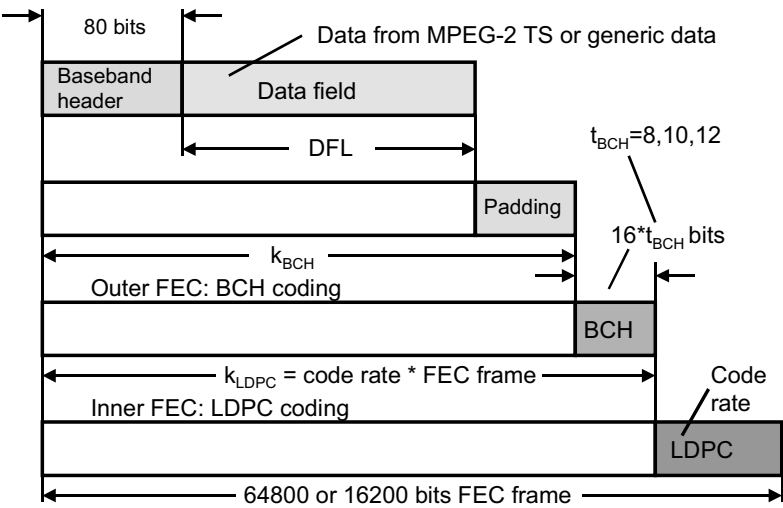 80 bits
Data from MPEG-2 TS or generic data
Baseband
header
Data field
DFL
t_BCH=8,10,12
Padding
16*t_BCH bits
k_BCH
Outer FEC: BCH coding
BCH
k_LDPC = code rate * FEC frame
Code
rate
Inner FEC: LDPC coding
LDPC
64800 or 16200 bits FEC frame